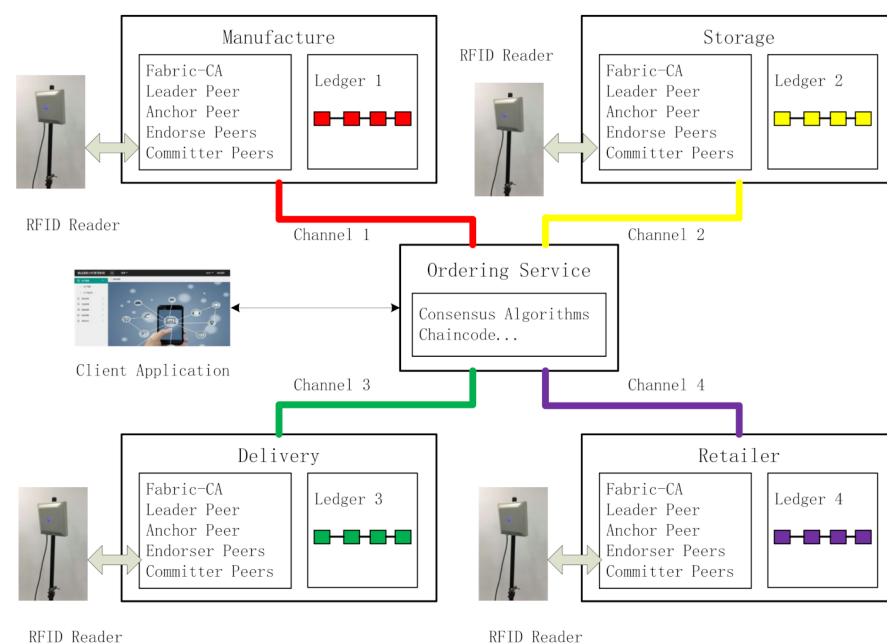 Manufacture
Fabric-CA
Leader Peer
Anchor Peer
Endorse Peers
Committer Peers
Ledger 1
RFID Reader
RFID Reader
Storage
Fabric-CA
Leader Peer
Anchor Peer
Endorse Peers
Committer Peers
Ledger 2
Channel 1
Channel 2
Ordering Service
Consensus Algorithms
Chaincode...
Client Application
Channel 3
Channel 4
Delivery
Fabric-CA
Leader Peer
Anchor Peer
Endorser Peers
Committer Peers
Ledger 3
RFID Reader
Retailer
Fabric-CA
Leader Peer
Anchor Peer
Endorser Peers
Committer Peers
Ledger 4
RFID Reader